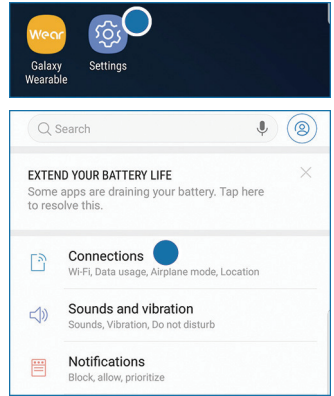 Wear
Galaxy
Wearable
Settings
Search
EXTEND YOUR BATTERY LIFE
Some apps are draining your battery. Tap here
to resolve this.
Connections
Wi-Fi, Data usage, Airplane mode, Location
Sounds and vibration
Sounds, Vibration, Do not disturb
Notifications
Block, allow, prioritize